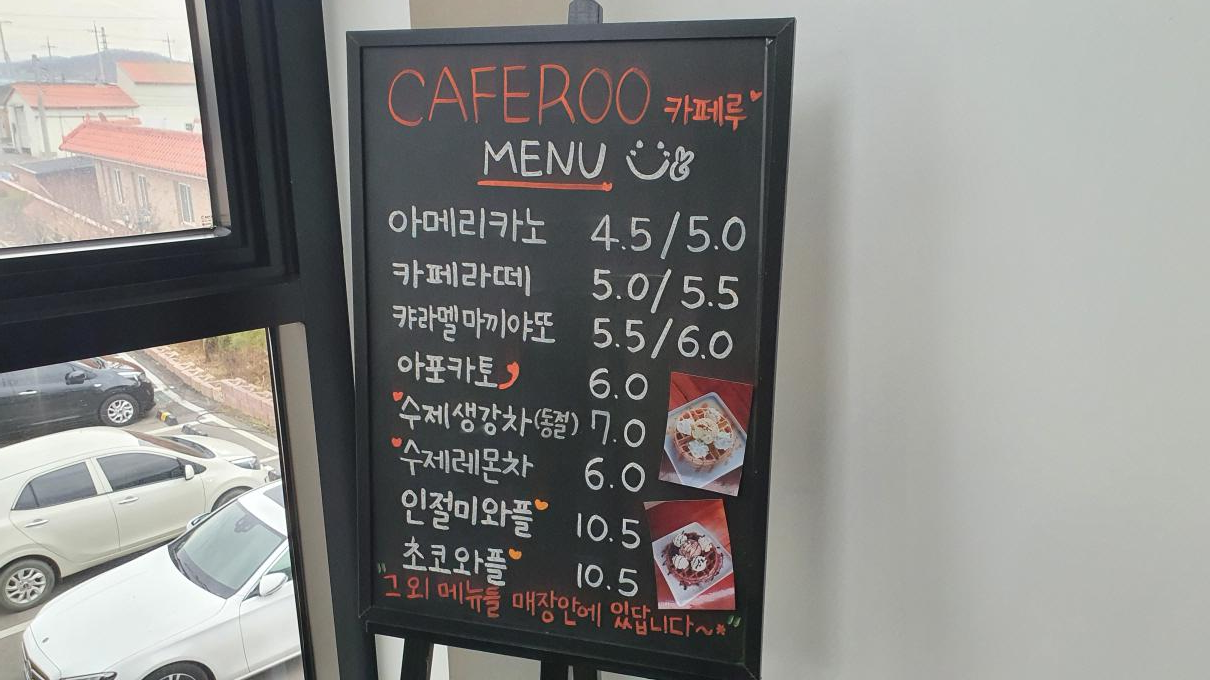 CAFEROO 카페루
MENU
아메리카노 4.5/5.0
카페라떼 5.0/5.5
캬라멜마끼야또 5.5/6.0
아포카토 6.0
수제생강차(동절) 7.0
수제레몬차 6.0
인절미와플 10.5
초코와플 10.5
"그 외 메뉴들 매장안에 있답니다~*"